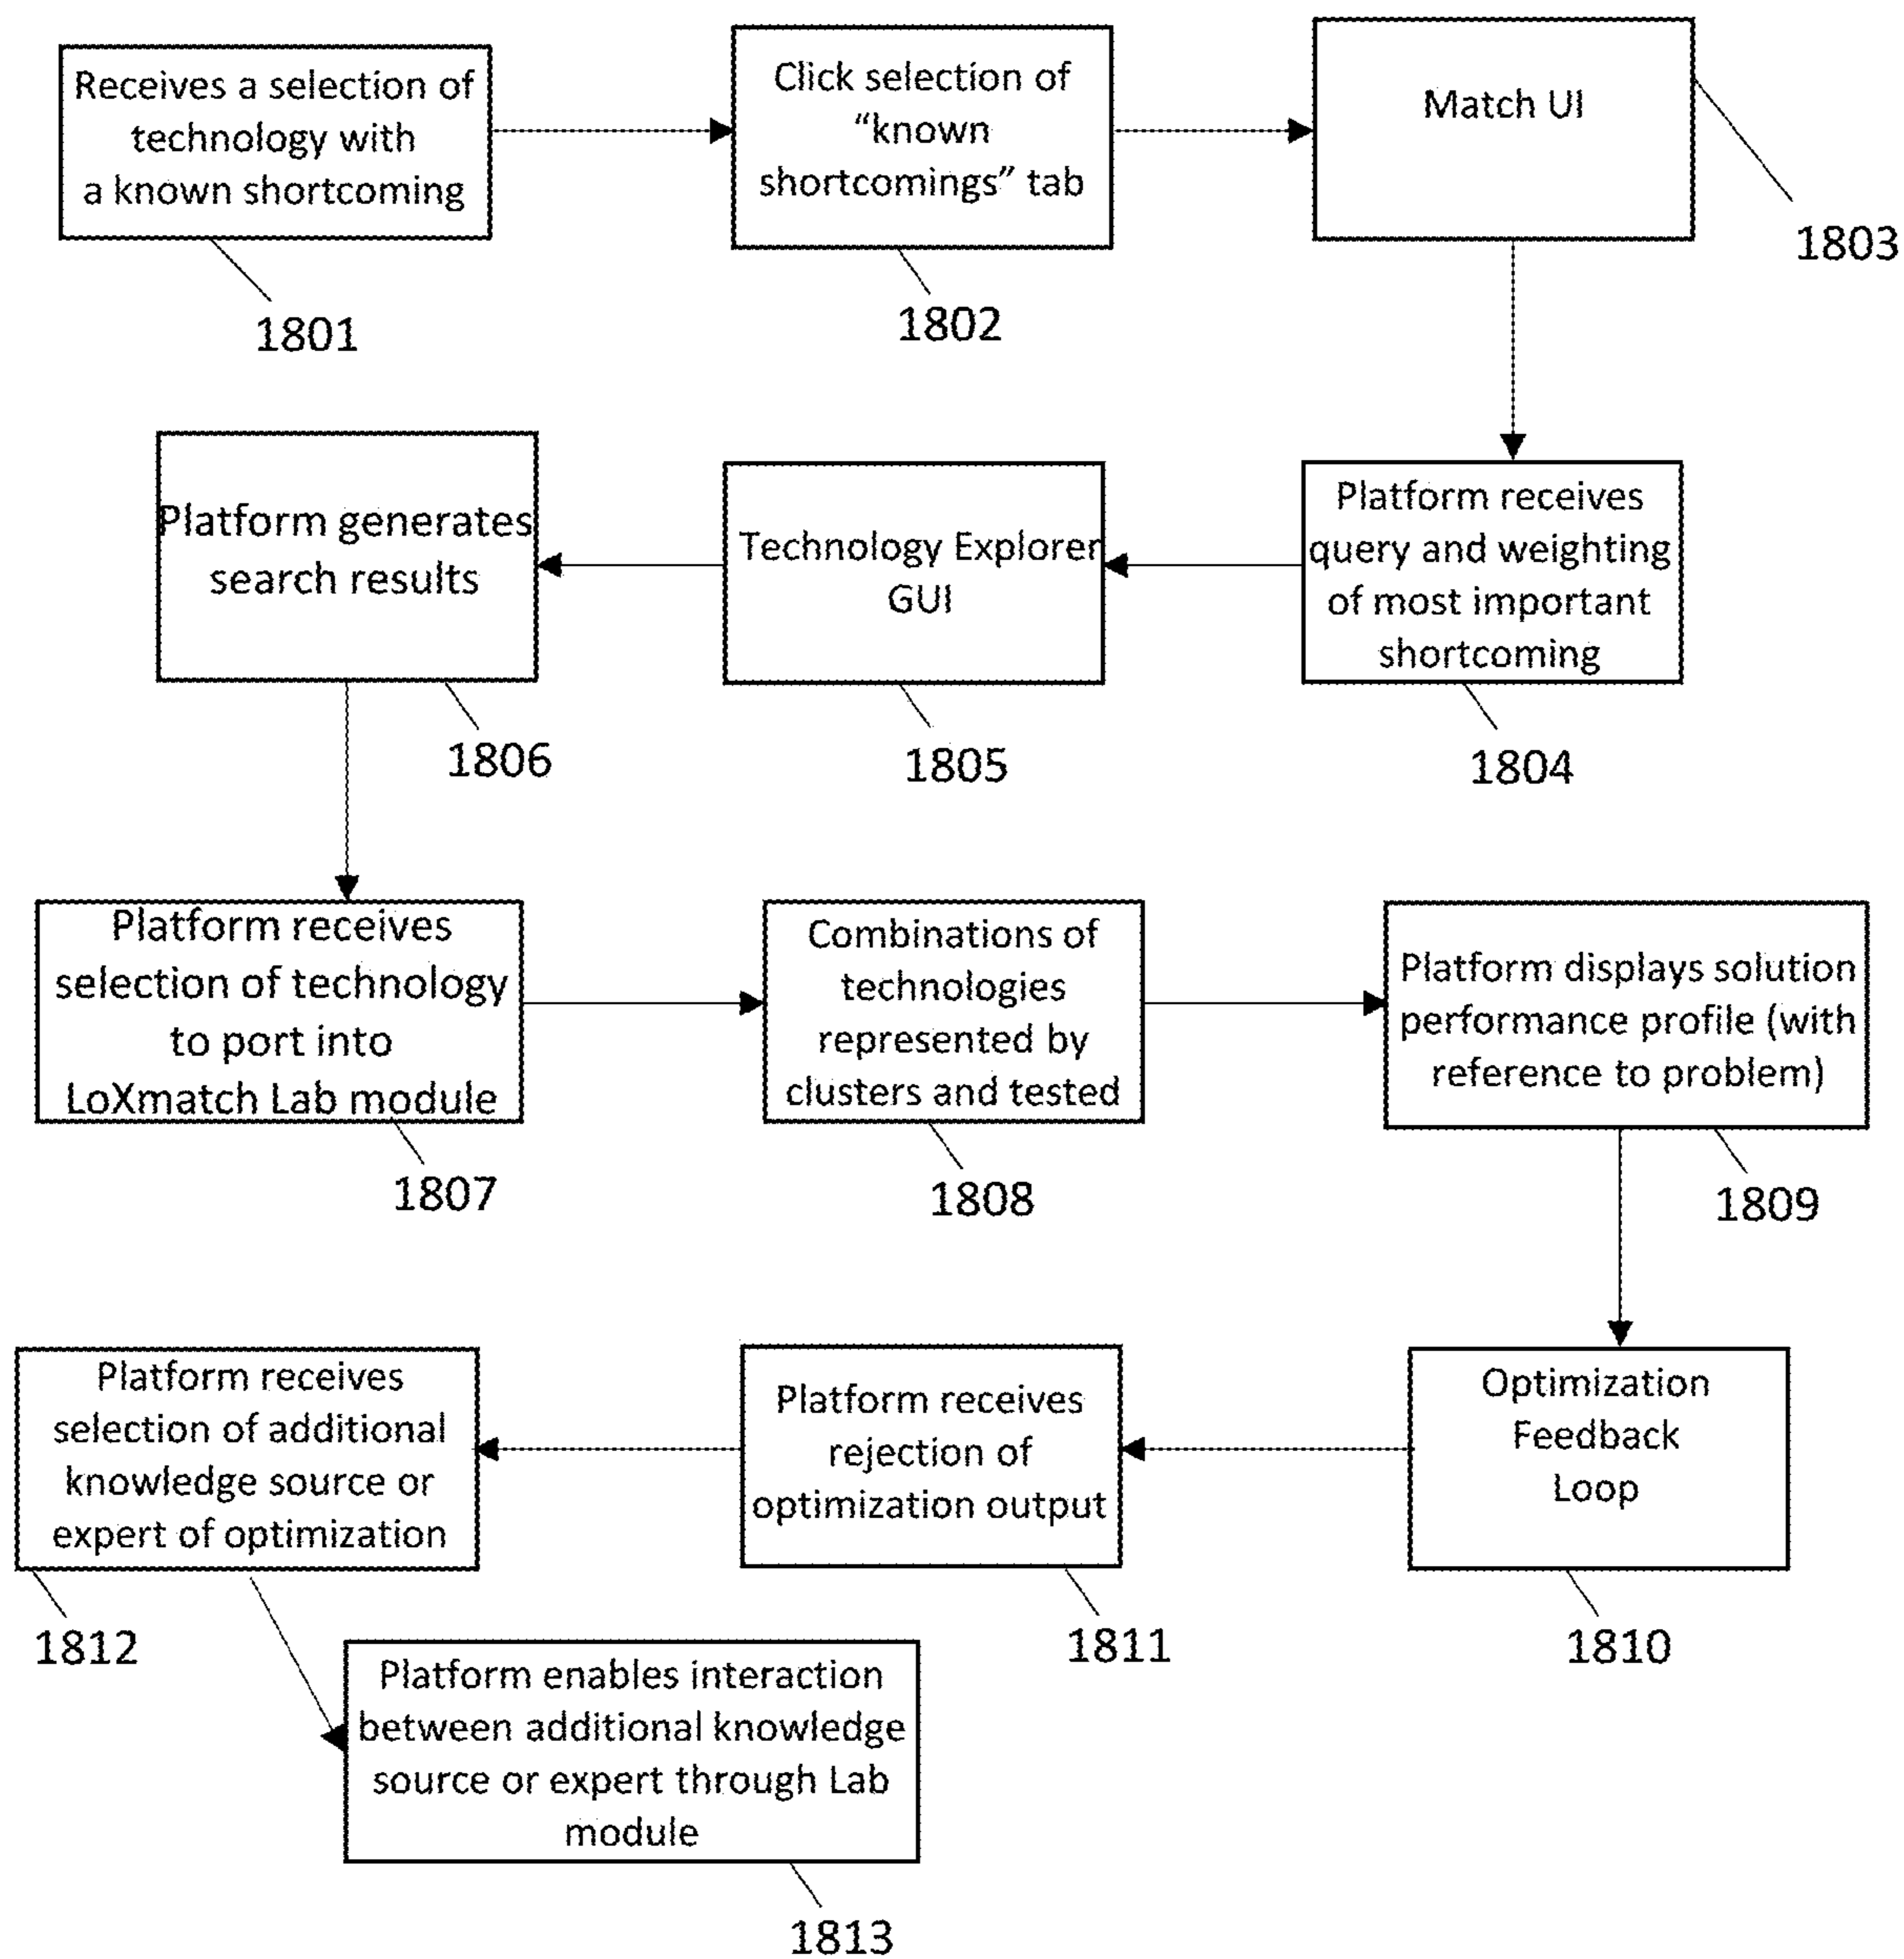 Receives a selection of
technology with
a known shortcoming
1801
Click selection of
“known
shortcomings” tab
1802
Match UI
1803
Platform receives
query and weighting
of most important
shortcoming
1804
Technology Explorer
GUI
1805
Platform generates
search results
1806
Platform receives
selection of technology
to port into
LoXmatch Lab module
1807
Combinations of
technologies
represented by
clusters and tested
1808
Platform displays solution
performance profile (with
reference to problem)
1809
Optimization
Feedback
Loop
1810
Platform receives
rejection of
optimization output
1811
Platform receives
selection of additional
knowledge source or
expert of optimization
1812
Platform enables interaction
between additional knowledge
source or expert through Lab
module
1813